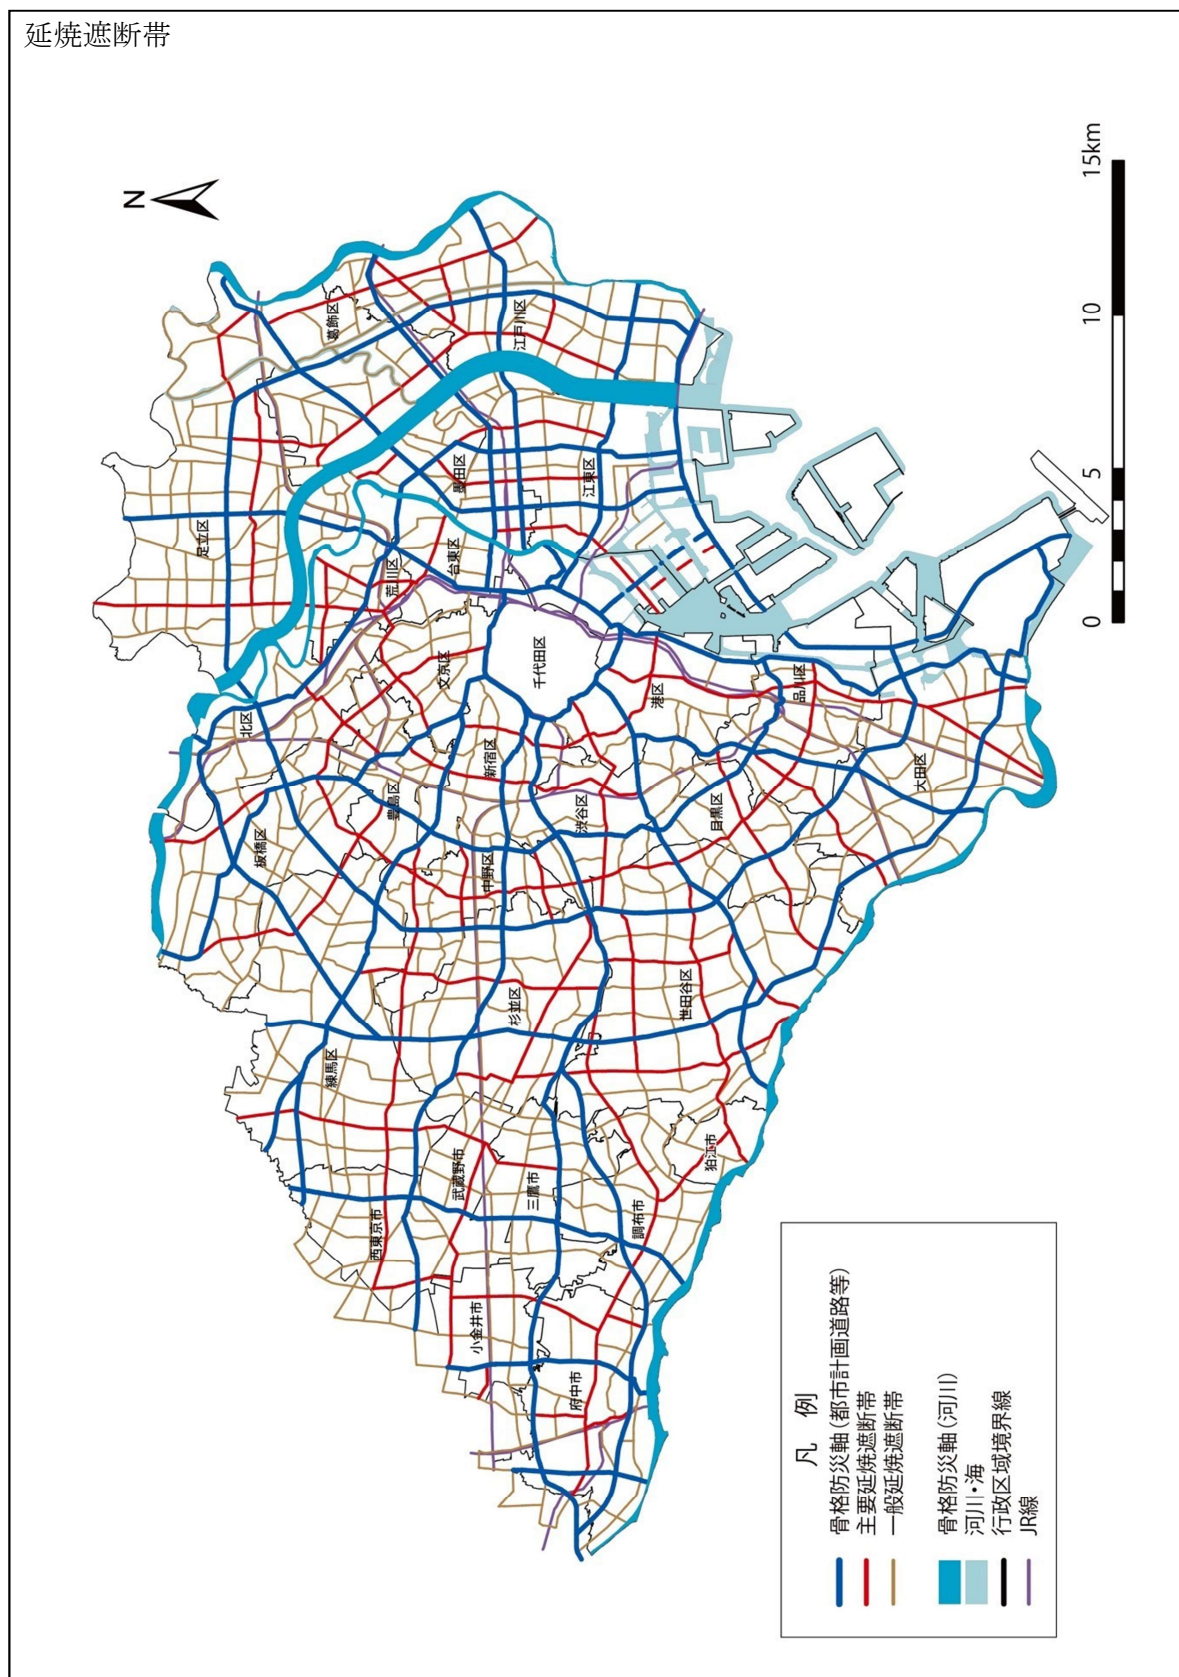 延焼遮断帯
N
0 5 10 15km
足立区
葛飾区
江戸川区
北区
荒川区
台東区
墨田区
江東区
板橋区
豊島区
文京区
千代田区
新宿区
中野区
渋谷区
港区
品川区
目黒区
大田区
練馬区
杉並区
世田谷区
西東京市
武蔵野市
三鷹市
狛江市
調布市
小金井市
府中市
凡 例
骨格防災軸(都市計画道路等)
主要延焼遮断帯
一般延焼遮断帯
骨格防災軸(河川)
河川・海
行政区域境界線
JR線